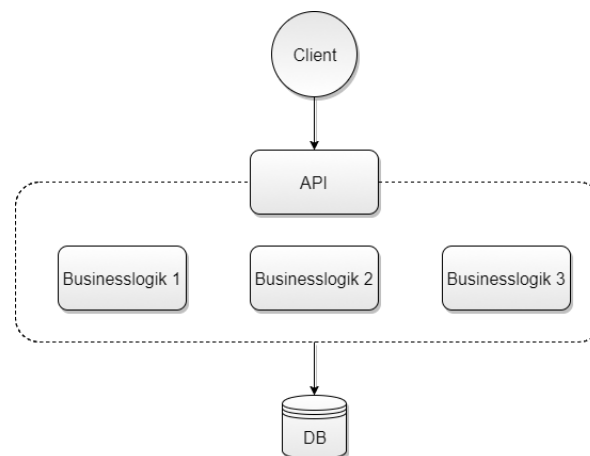 Client
API
Businesslogik 1
Businesslogik 2
Businesslogik 3
DB